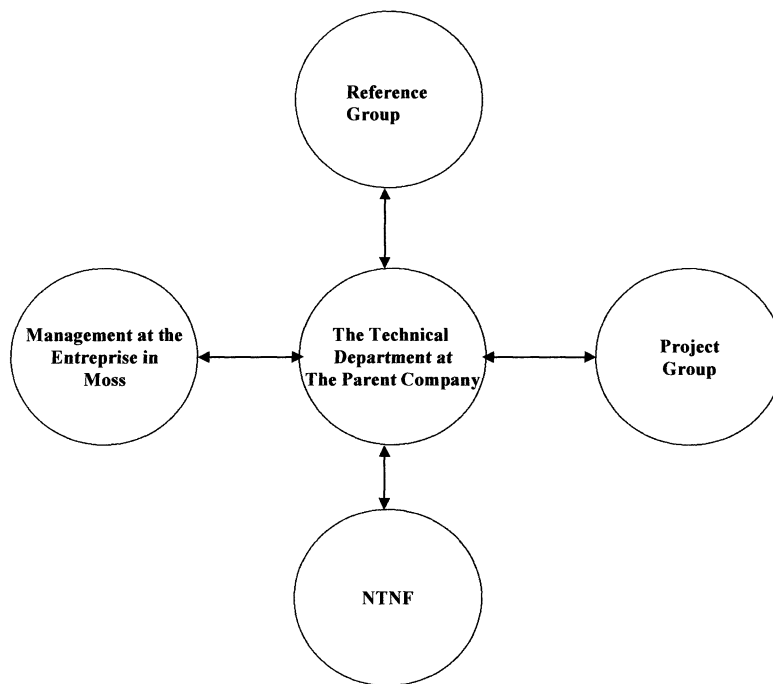 Reference
Group
Management at the
Entreprise in
Moss
The Technical
Department at
The Parent Company
Project
Group
NTNF